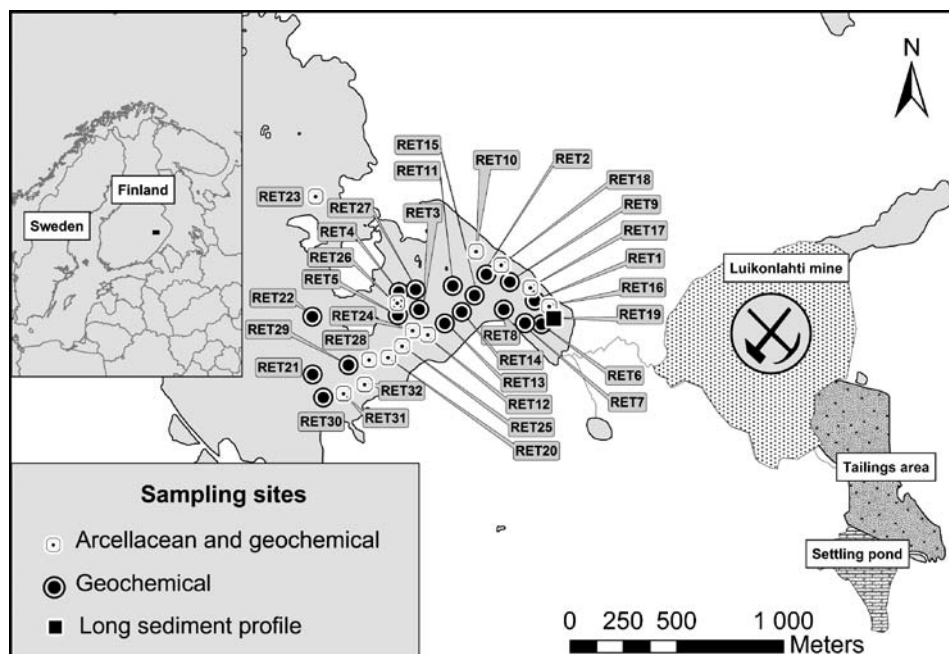 N
Finland
Sweden
RET15
RET11
RET10
RET2
RET18
RET9
RET17
RET1
RET16
RET19
RET23
RET27
RET3
RET4
RET26
RET5
RET22
RET24
RET29
RET28
RET21
RET30
RET31
RET32
RET8
RET14
RET13
RET12
RET25
RET20
RET6
RET7
Luikonlahti mine
Tailings area
Settling pond
Sampling sites
Arcellacean and geochemical
Geochemical
Long sediment profile
0 250 500 1 000
Meters